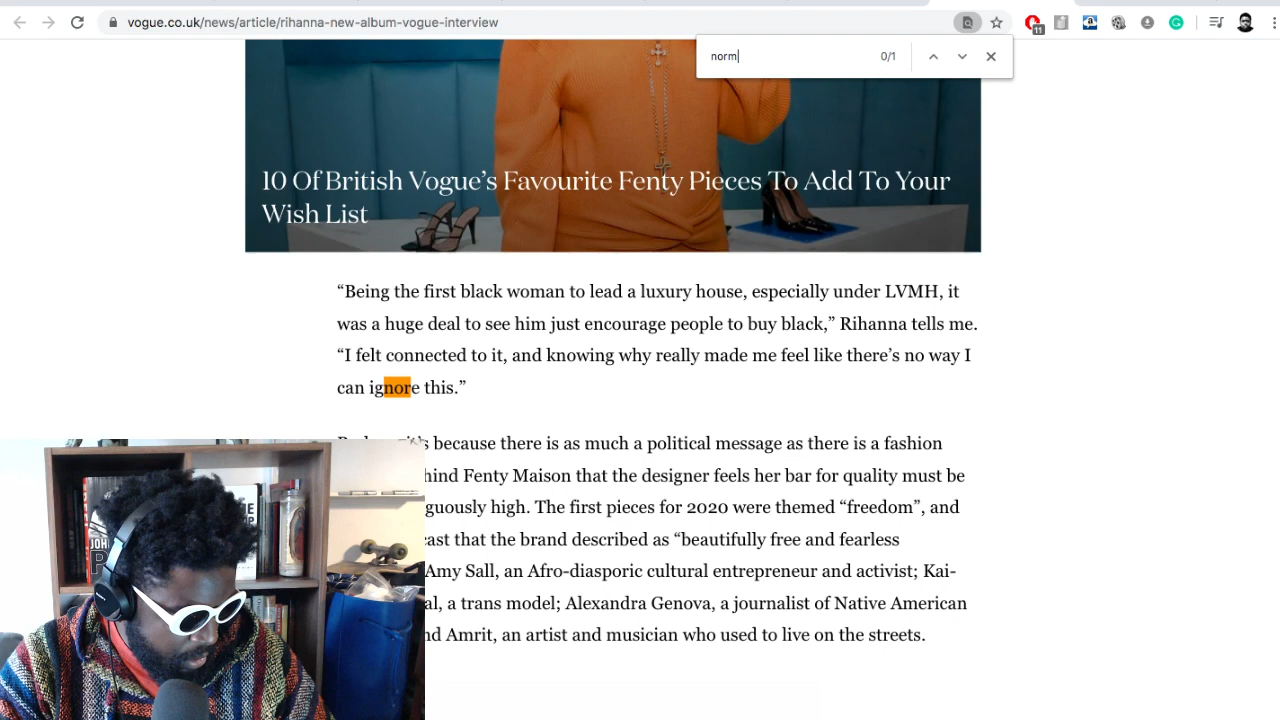 vogue.co.uk/news/article/rihanna-new-album-vogue-interview
11
norm
0/1
10 Of British Vogue's Favourite Fenty Pieces To Add To Your
Wish List
“Being the first black woman to lead a luxury house, especially under LVMH, it
was a huge deal to see him just encourage people to buy black,” Rihanna tells me.
“I felt connected to it, and knowing why really made me feel like there's no way I
can ignore this.”
because there is as much a political message as there is a fashion
hind Fenty Maison that the designer feels her bar for quality must be
guously high. The first pieces for 2020 were themed “freedom”, and
cast that the brand described as “beautifully free and fearless
Amy Sall, an Afro-diasporic cultural entrepreneur and activist; Kai-
al, a trans model; Alexandra Genova, a journalist of Native American
nd Amrit, an artist and musician who used to live on the streets.